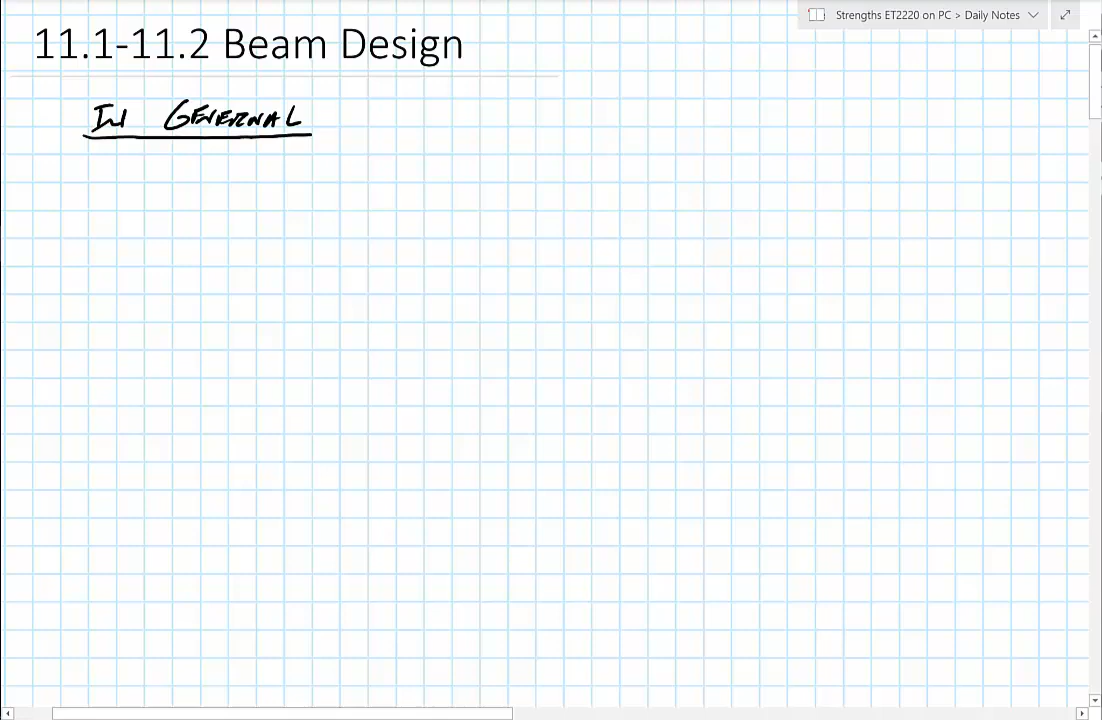 Strengths ET2220 on PC > Daily Notes
11.1-11.2 Beam Design
IN GENERAL